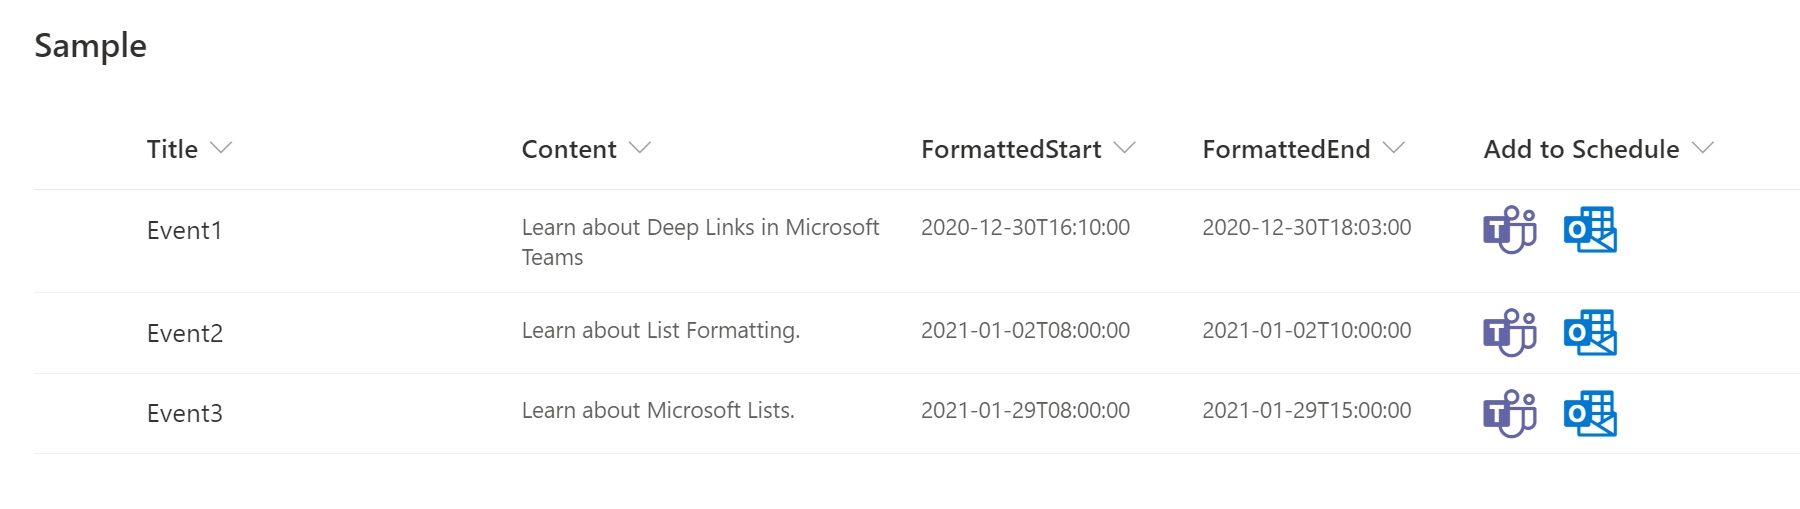 Sample
Title Content FormattedStart FormattedEnd Add to Schedule
Event1 Learn about Deep Links in Microsoft 2020-12-30T16:10:00 2020-12-30T18:03:00 T O
Teams
Event2 Learn about List Formatting. 2021-01-02T08:00:00 2021-01-02T10:00:00 T O
Event3 Learn about Microsoft Lists. 2021-01-29T08:00:00 2021-01-29T15:00:00 T O